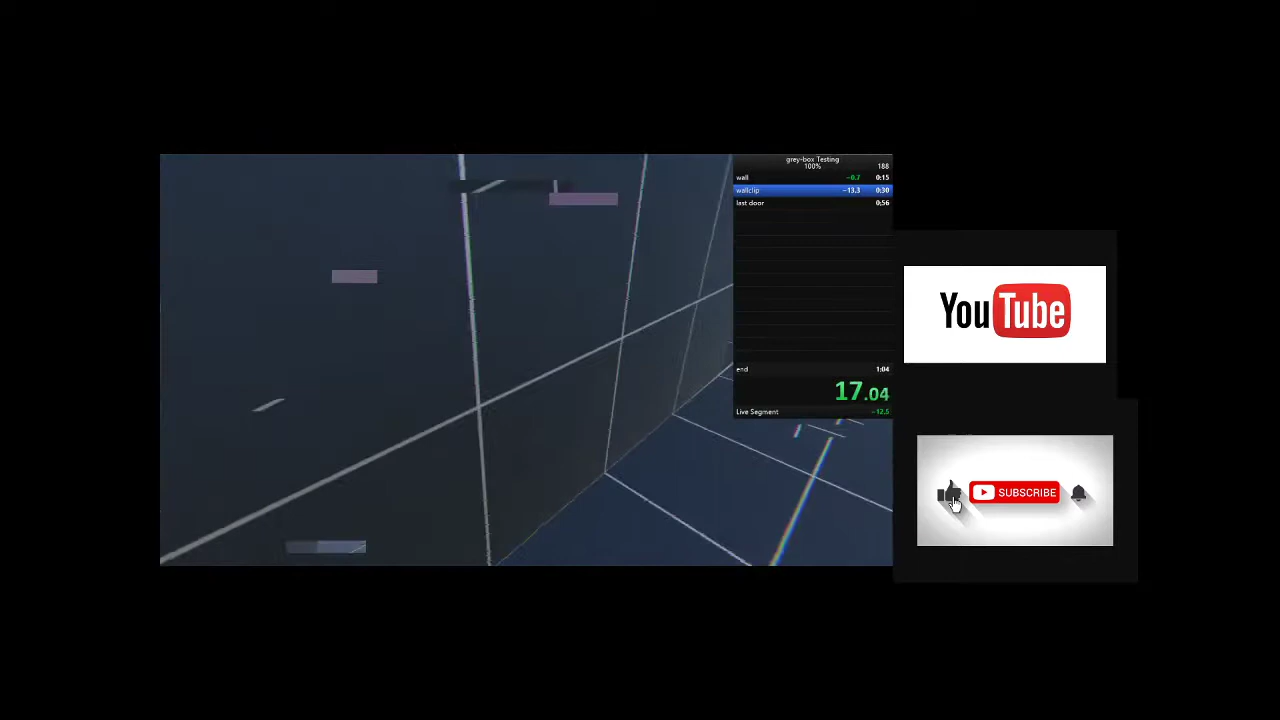 grey-box Testing
100% 188
wall -0.7 0:15
wallclip -13.3 0:30
last door 0:56
end 1:04
17.04
Live Segment -12.5
YouTube
SUBSCRIBE